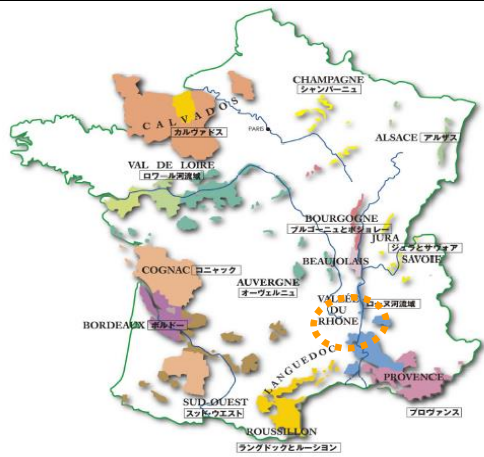 CHAMPAGNE
シャンパーニュ
CALVADOS
カルヴァドス
PARIS
ALSACE アルザス
VAL DE LOIRE
ロワール河流域
BOURGOGNE
ブルゴーニュとボジョレー
JURA
ジュラとサヴォア
SAVOIE
BEAUJOLAIS
COGNAC コニャック
AUVERGNE
オーヴェルニュ
VALLÉE
DU
RHÔNE
ローヌ河流域
BORDEAUX ボルドー
LANGUEDOC
PROVENCE
プロヴァンス
SUD-OUEST
スッド・ウエスト
ROUSSILLON
ラングドックとルーション